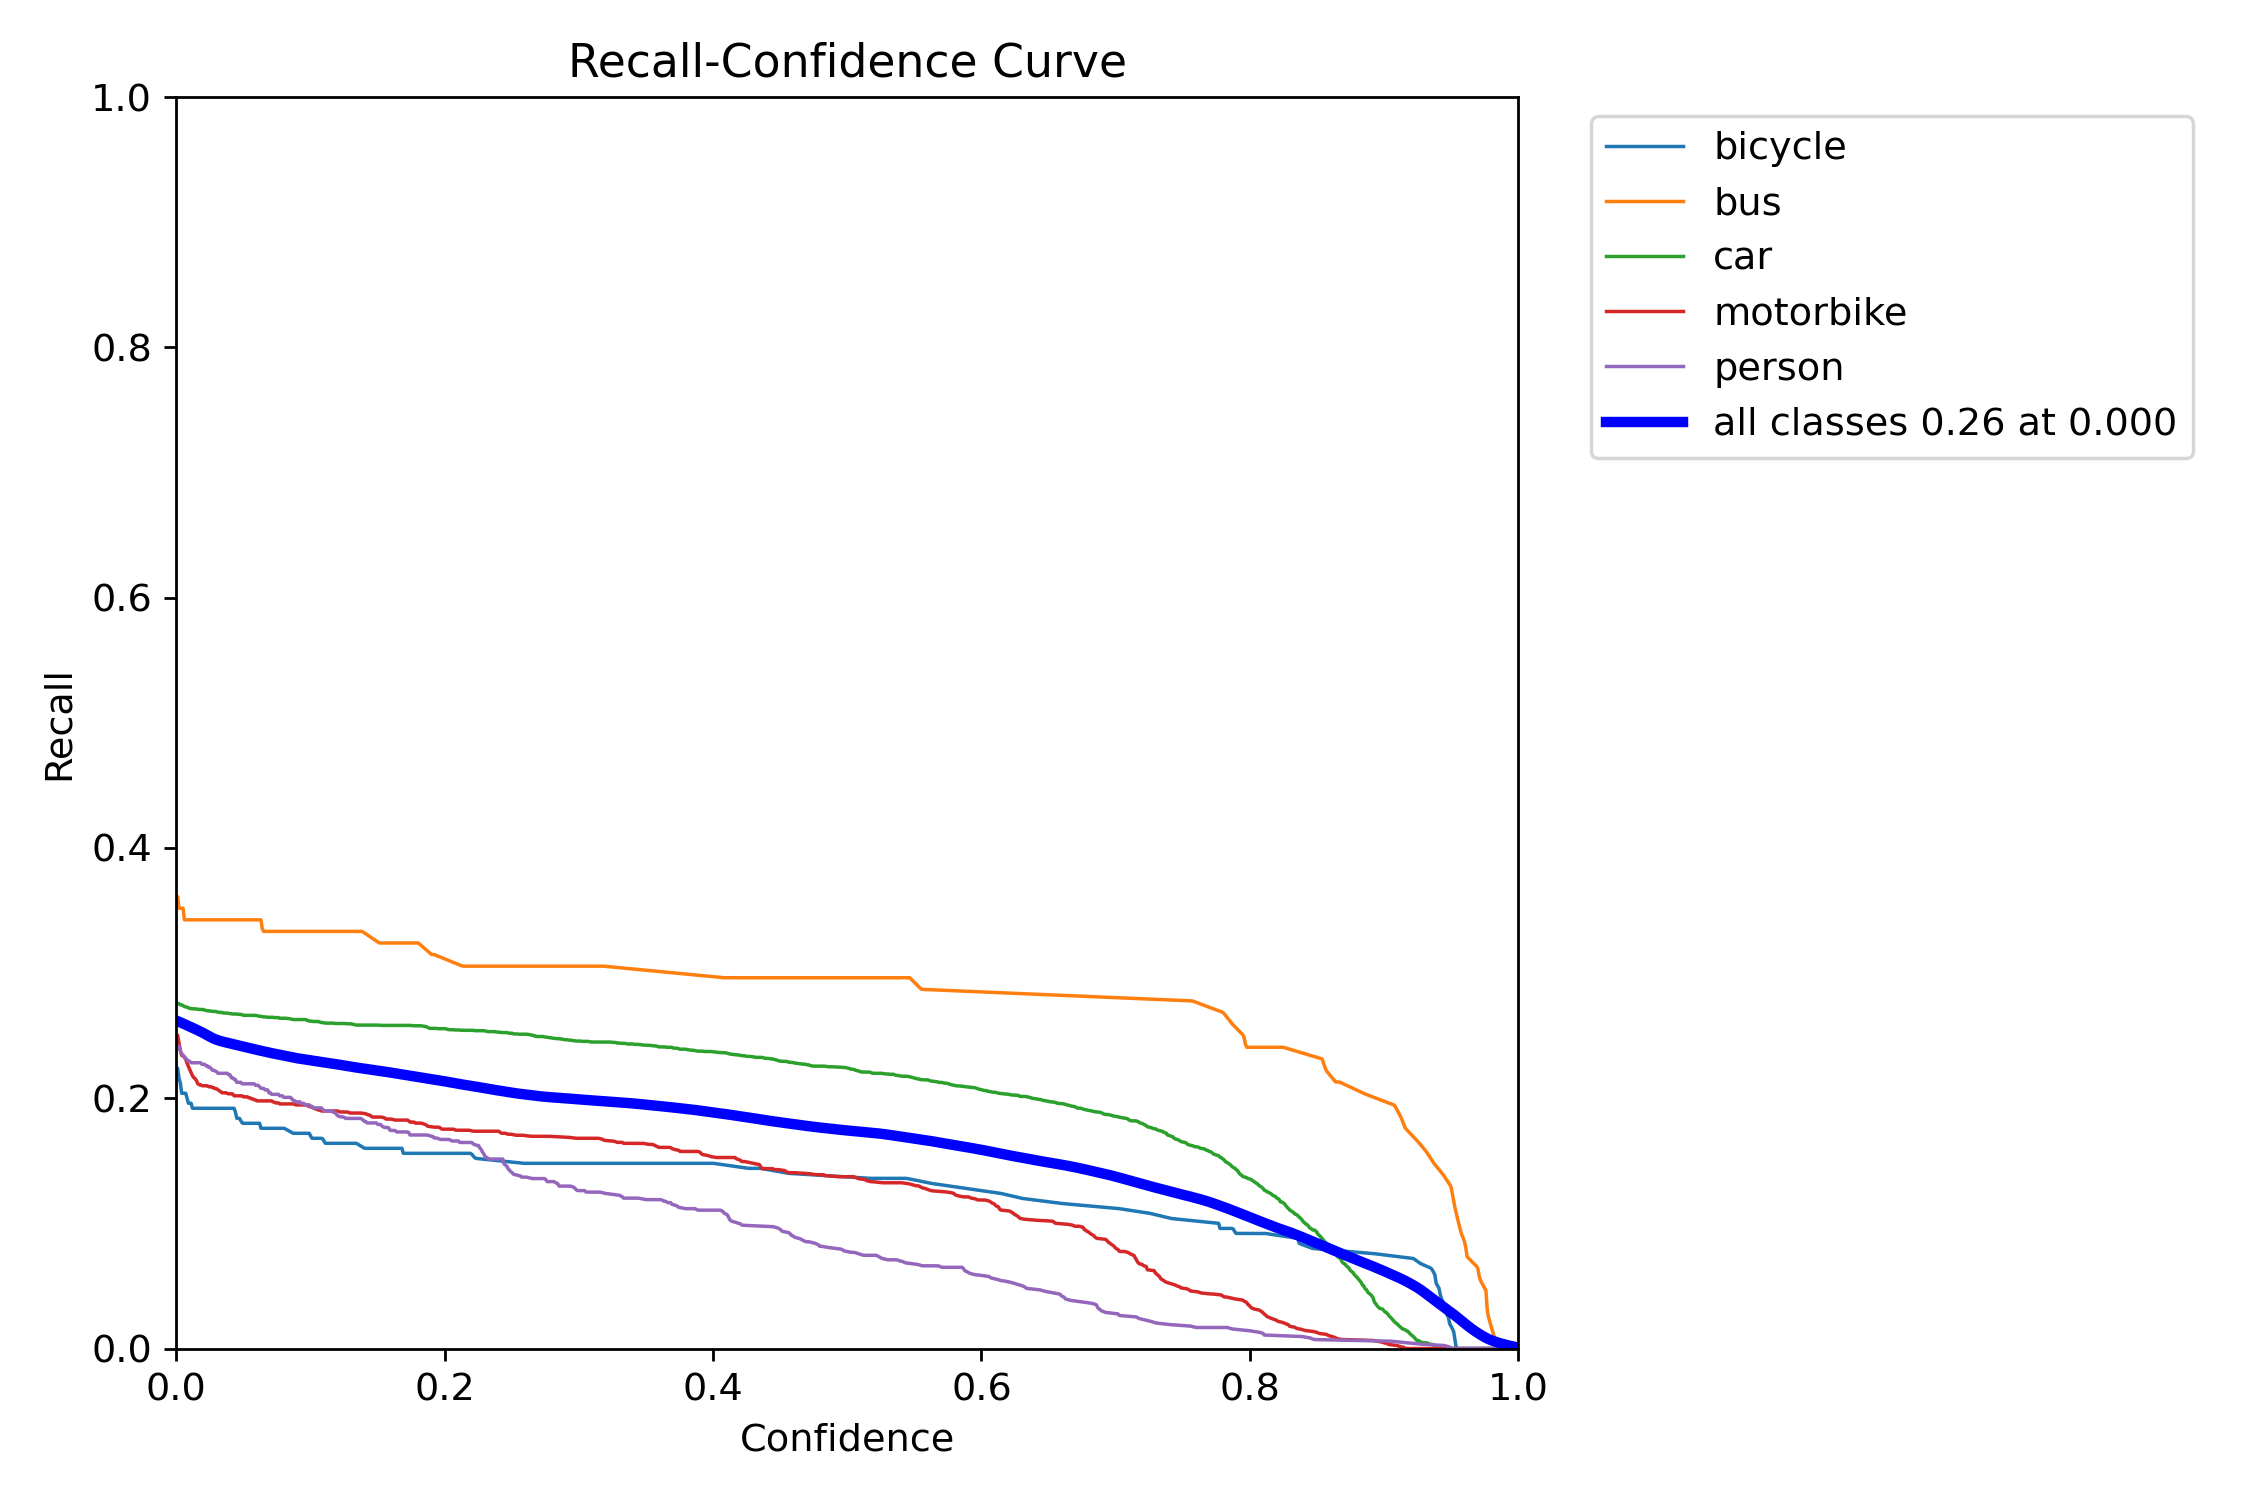 Recall-Confidence Curve
1.0
0.8
0.6
0.4
0.2
0.0
Recall
0.0 0.2 0.4 0.6 0.8 1.0
Confidence
bicycle
bus
car
motorbike
person
all classes 0.26 at 0.000